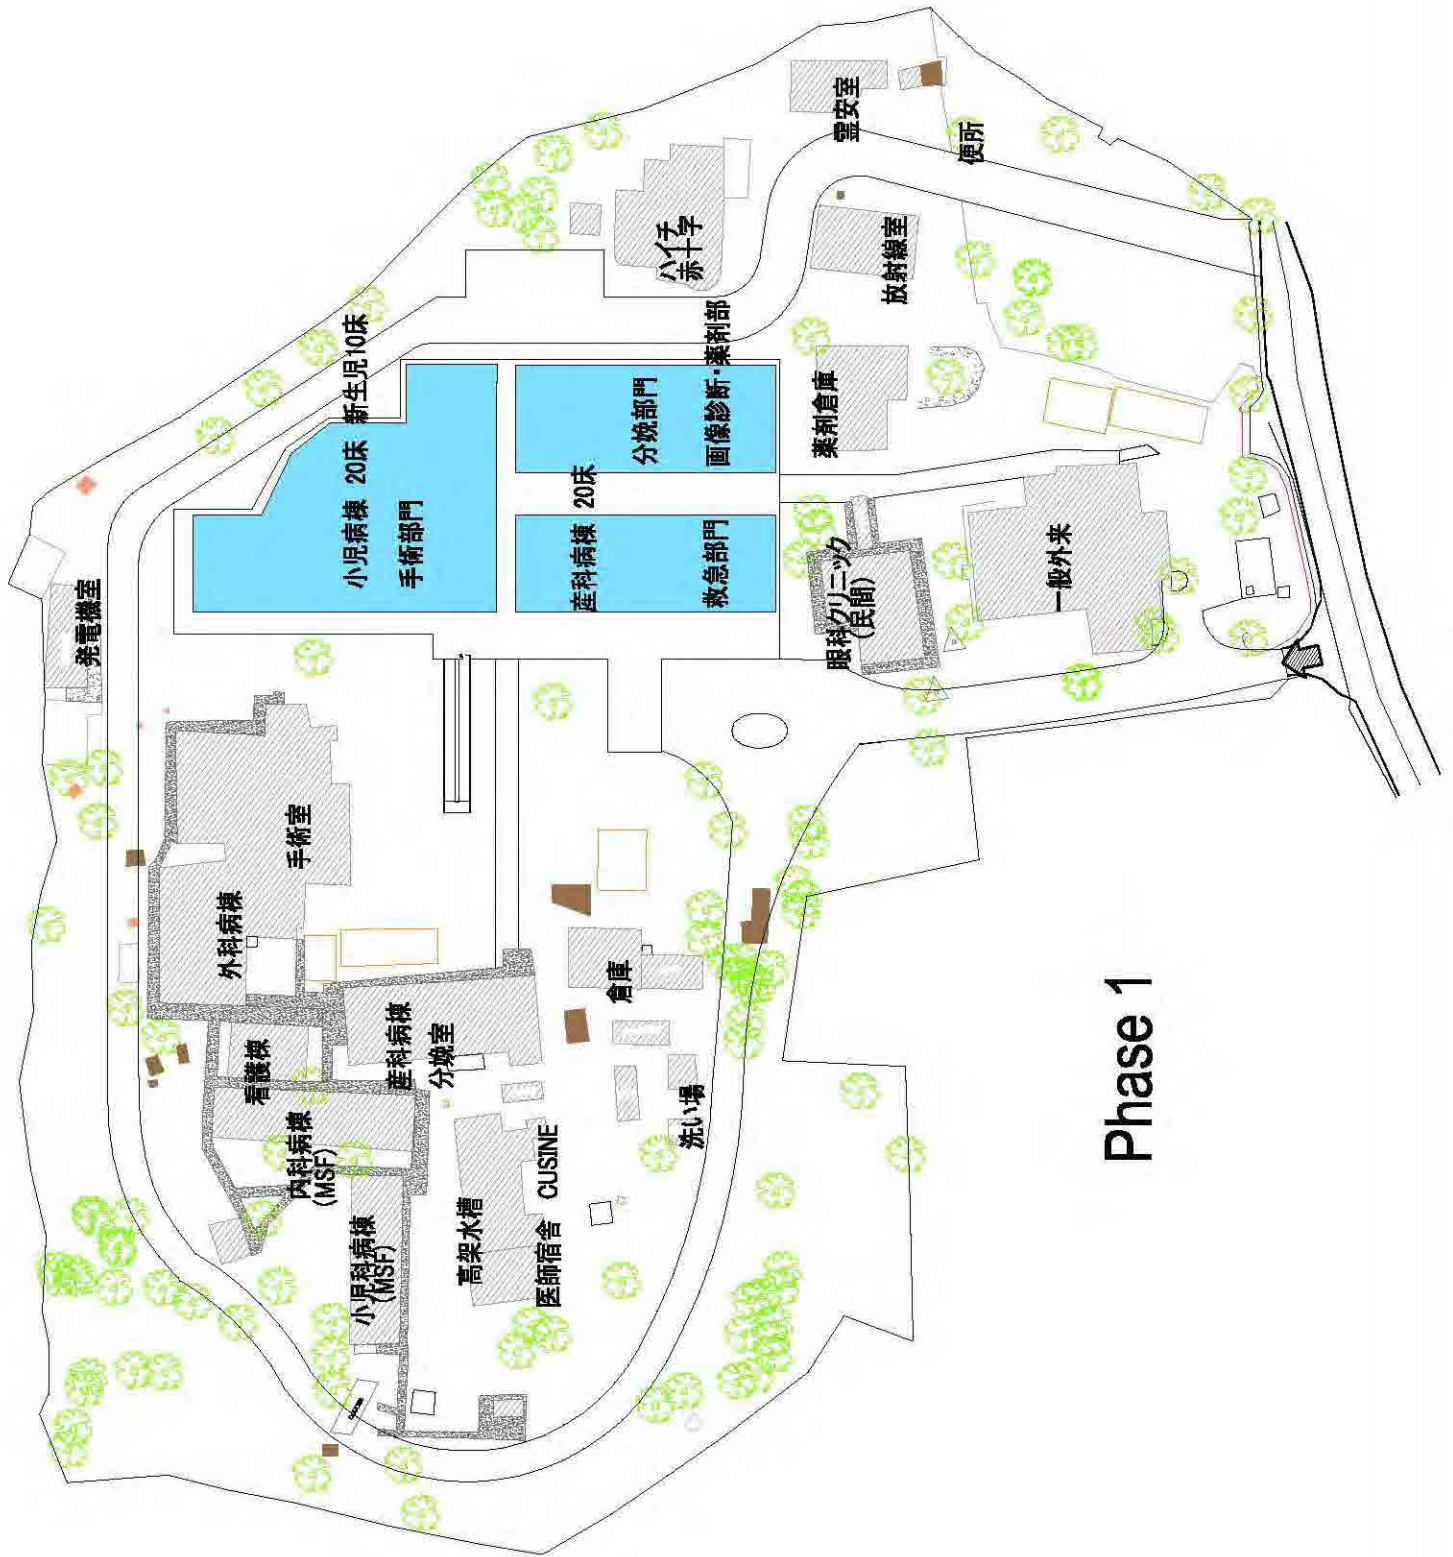 発電機室
小児病棟 20床 新生児10床
手術部門
産科病棟 20床
分娩部門
救急部門
画像診断・薬剤部
ハイチ
赤十字
霊安室
便所
放射線室
薬剤倉庫
眼科クリニック
(民間)
一般外来
手術室
外科病棟
看護棟
産科病棟
分娩室
内科病棟
(MSF)
小児科病棟
(MSF)
高架水槽
医師宿舎 CUSINE
倉庫
洗い場
Phase 1